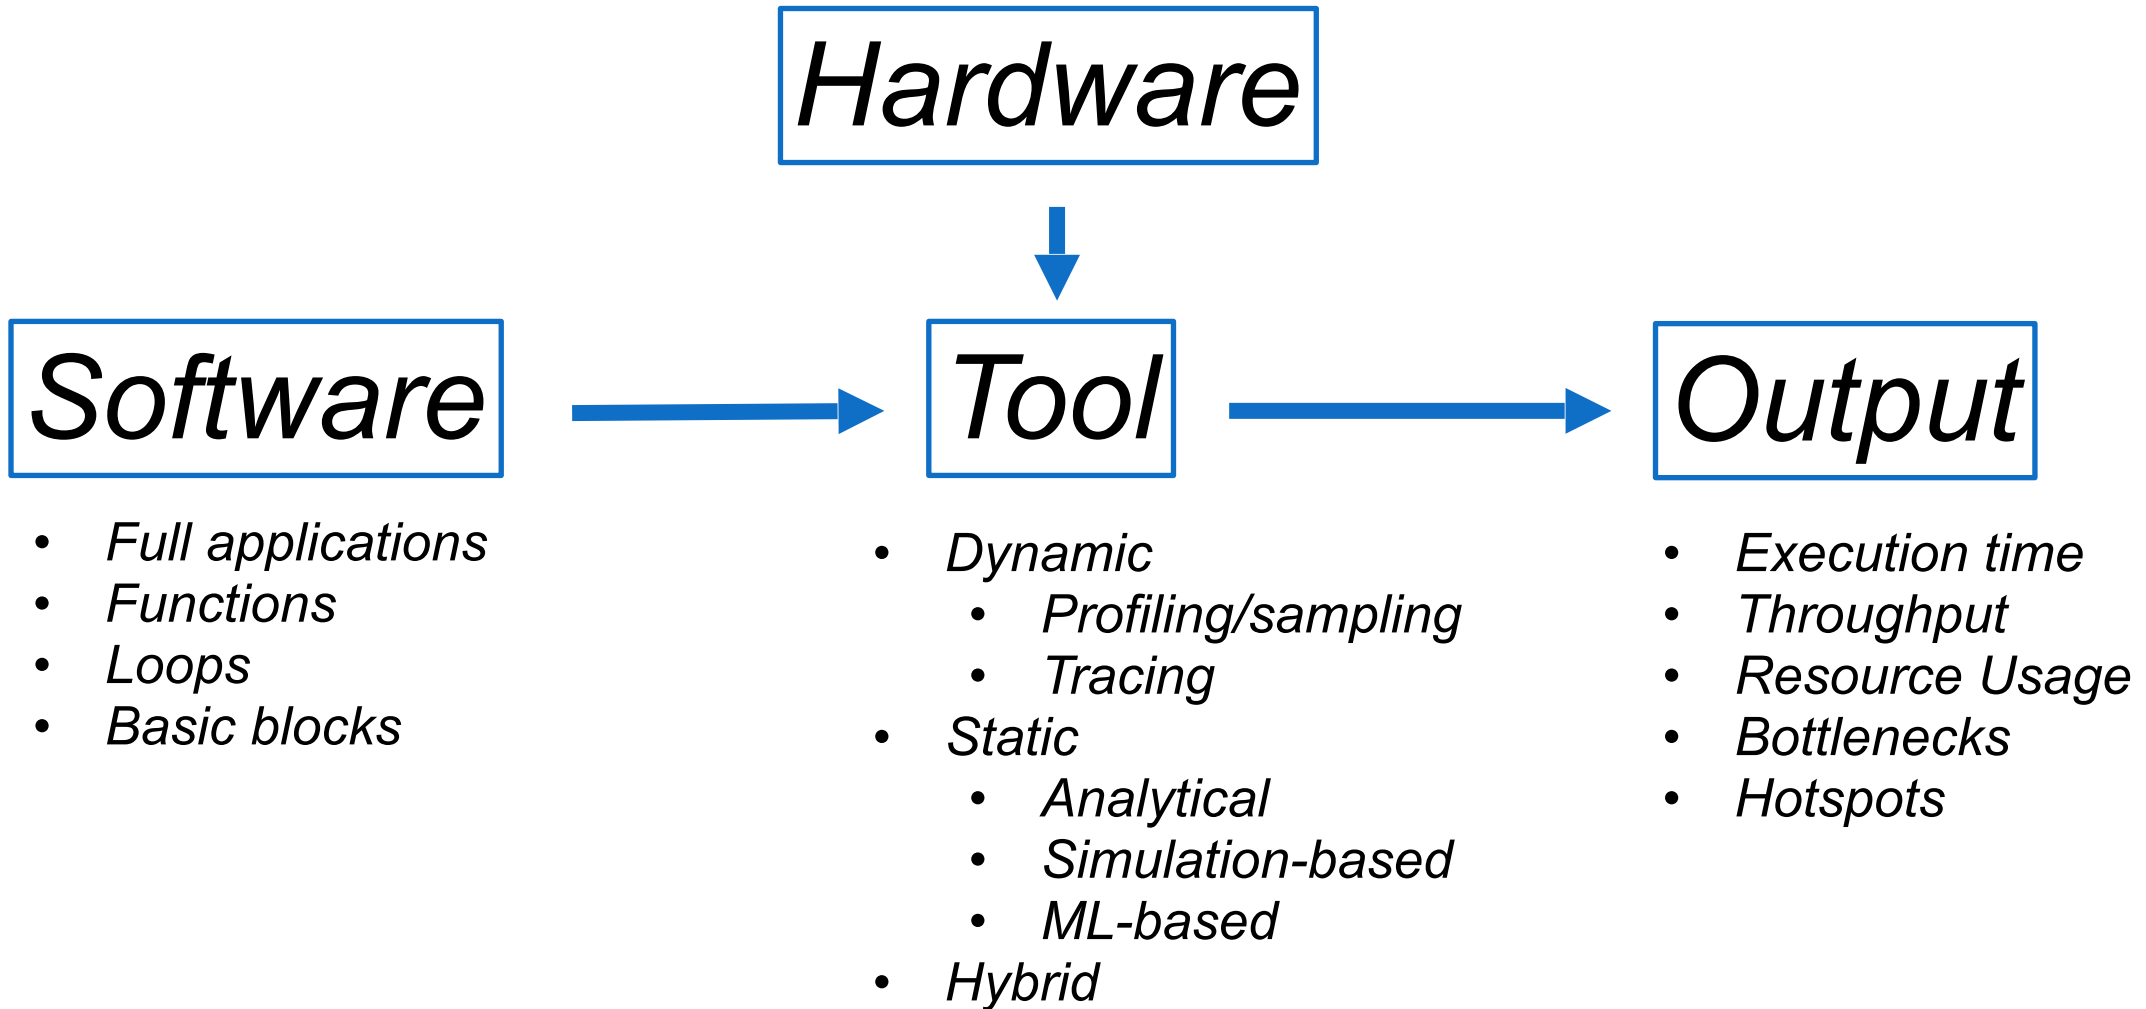 Hardware
Software
Tool
Output
• Full applications
• Functions
• Loops
• Basic blocks
• Dynamic
• Profiling/sampling
• Tracing
• Static
• Analytical
• Simulation-based
• ML-based
• Hybrid
• Execution time
• Throughput
• Resource Usage
• Bottlenecks
• Hotspots